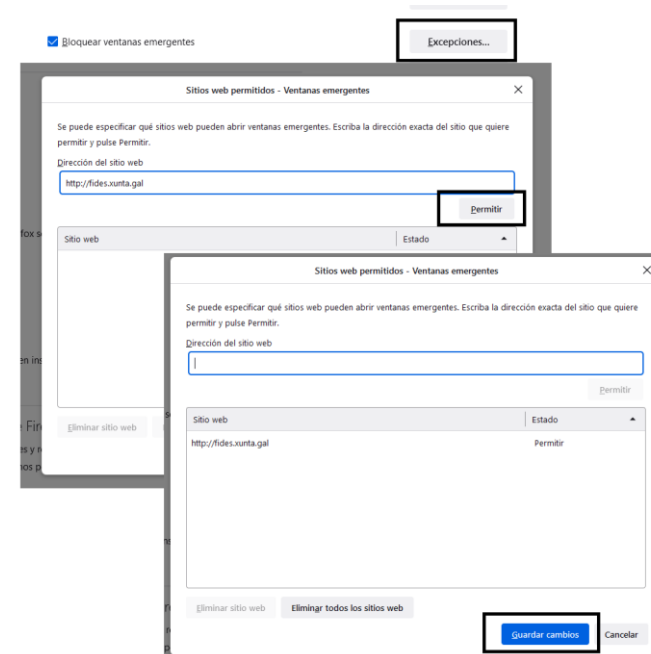 Bloquear ventanas emergentes
Excepciones...
Sitios web permitidos - Ventanas emergentes
Se puede especificar qué sitios web pueden abrir ventanas emergentes. Escriba la dirección exacta del sitio que quiere
permitir y pulse Permitir.
Dirección del sitio web
http://fides.xunta.gal
Permitir
Sitio web
Estado
Eliminar sitio web
Sitios web permitidos - Ventanas emergentes
Se puede especificar qué sitios web pueden abrir ventanas emergentes. Escriba la dirección exacta del sitio que quiere
permitir y pulse Permitir.
Dirección del sitio web
Permitir
Sitio web
Estado
http://fides.xunta.gal
Permitir
Eliminar sitio web
Eliminar todos los sitios web
Guardar cambios
Cancelar